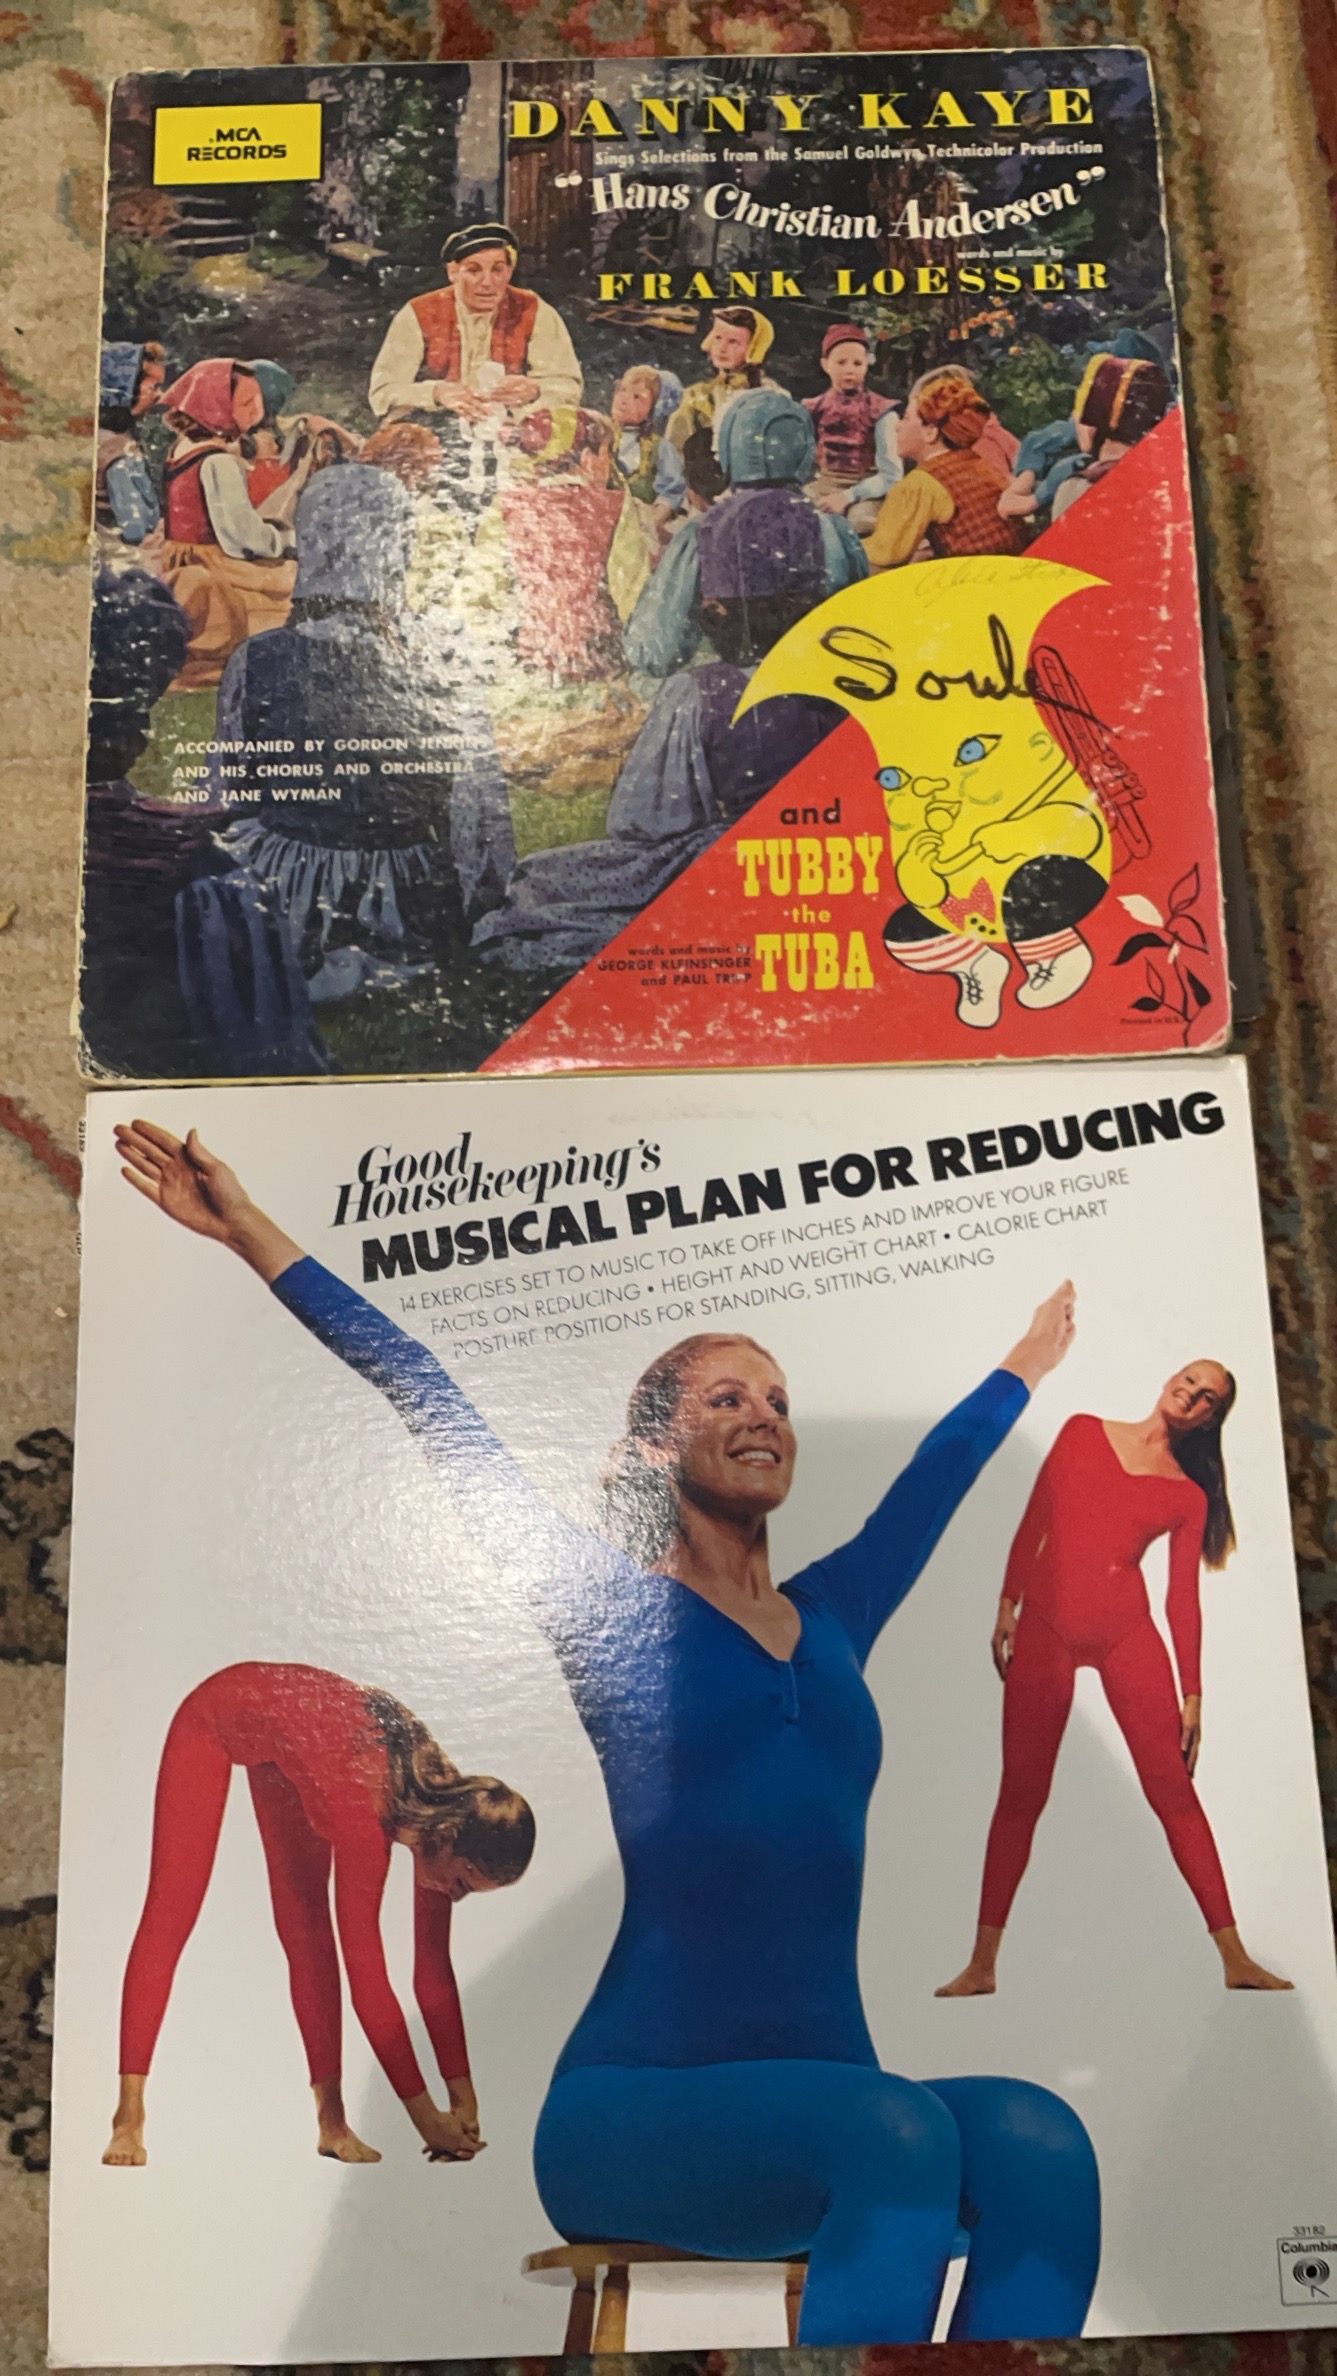 MCA
RECORDS
DANNY KAYE
Sings Selections from the Samuel Goldwyn Technicolor Production
"Hans Christian Andersen"
words and music by
FRANK LOESSER
ACCOMPANIED BY GORDON
AND HIS CHORUS AND ORCHESTRA
AND JANE WYMAN
and
TUBBY
the
TUBA
words and music by
GEORGE KLEINSINGER
and PAUL TRIPP
Printed in U.S.
Good
Housekeeping's
MUSICAL PLAN FOR REDUCING
14 EXERCISES SET TO MUSIC TO TAKE OFF INCHES AND IMPROVE YOUR FIGURE
FACTS ON REDUCING • HEIGHT AND WEIGHT CHART • CALORIE CHART
POSTURE POSITIONS FOR STANDING, SITTING, WALKING
33182
Columbia